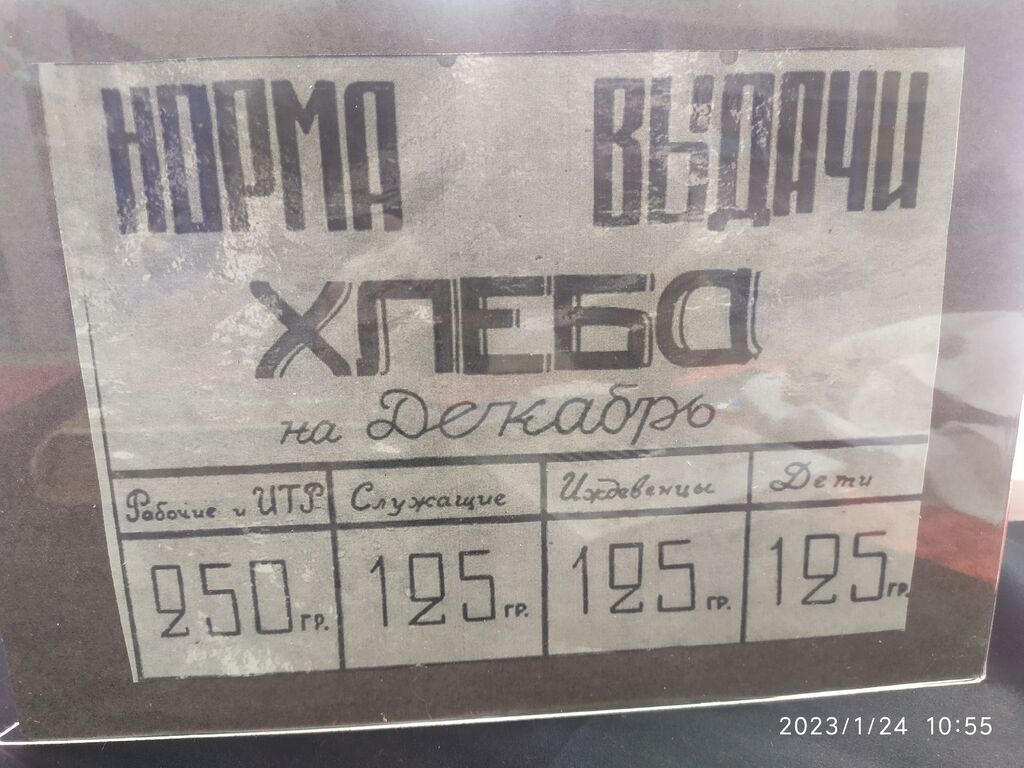 НОРМА ВЫДАЧИ
ХЛЕБА
на Декабрь
Рабочие и ИТР Служащие Иждевенцы Дети
250 гр. 125 гр. 125 гр. 125 гр.
2023/1/24 10:55